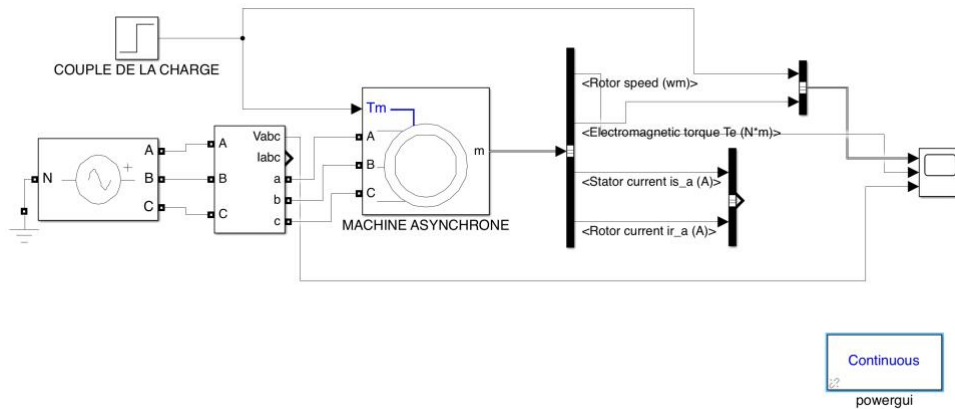 COUPLE DE LA CHARGE
Tm
<Rotor speed (wm)>
Vabc
Iabc
A
B
C
a
b
c
A
B
C
m
<Electromagnetic torque Te (N*m)>
N
+
A
B
C
<Stator current is_a (A)>
MACHINE ASYNCHRONE
<Rotor current ir_a (A)>
Continuous
powergui